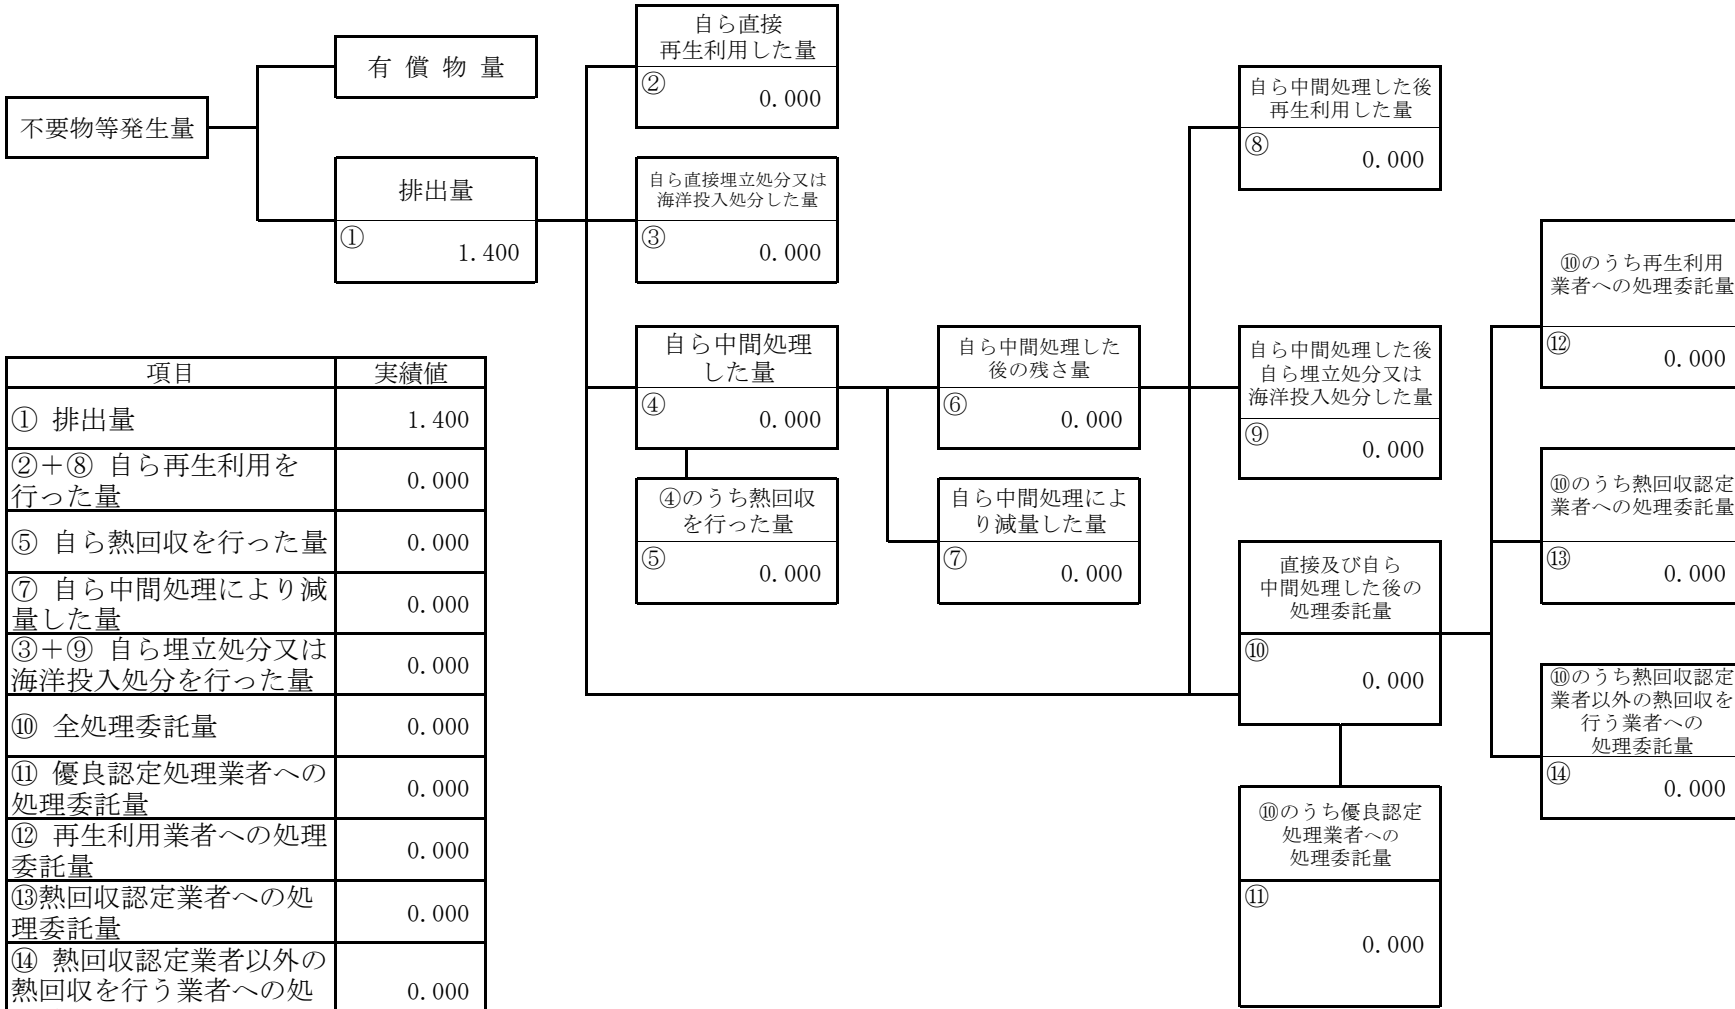 不要物等発生量
有 償 物 量
排出量
①
1.400
自ら直接
再生利用した量
②
0.000
自ら直接埋立処分又は
海洋投入処分した量
③
0.000
自ら中間処理
した量
④
0.000
④のうち熱回収
を行った量
⑤
0.000
自ら中間処理した
後の残さ量
⑥
0.000
自ら中間処理によ
り減量した量
⑦
0.000
自ら中間処理した後
再生利用した量
⑧
0.000
自ら中間処理した後
自ら埋立処分又は
海洋投入処分した量
⑨
0.000
直接及び自ら
中間処理した後の
処理委託量
⑩
0.000
⑩のうち優良認定
処理業者への
処理委託量
⑪
0.000
⑩のうち再生利用
業者への処理委託量
⑫
0.000
⑩のうち熱回収認定
業者への処理委託量
⑬
0.000
⑩のうち熱回収認定
業者以外の熱回収を
行う業者への
処理委託量
⑭
0.000
項目 実績値
① 排出量 1.400
②+⑧ 自ら再生利用を
行った量 0.000
⑤ 自ら熱回収を行った量 0.000
⑦ 自ら中間処理により減
量した量 0.000
③+⑨ 自ら埋立処分又は
海洋投入処分を行った量 0.000
⑩ 全処理委託量 0.000
⑪ 優良認定処理業者への
処理委託量 0.000
⑫ 再生利用業者への処理
委託量 0.000
⑬熱回収認定業者への処
理委託量 0.000
⑭ 熱回収認定業者以外の
熱回収を行う業者への処 0.000